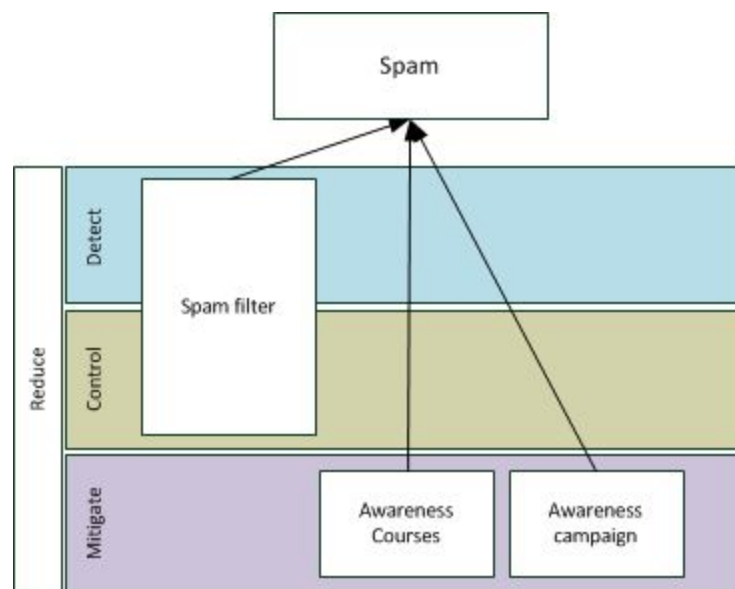 Spam
Reduce
Detect
Spam filter
Control
Mitigate
Awareness
Courses
Awareness
campaign